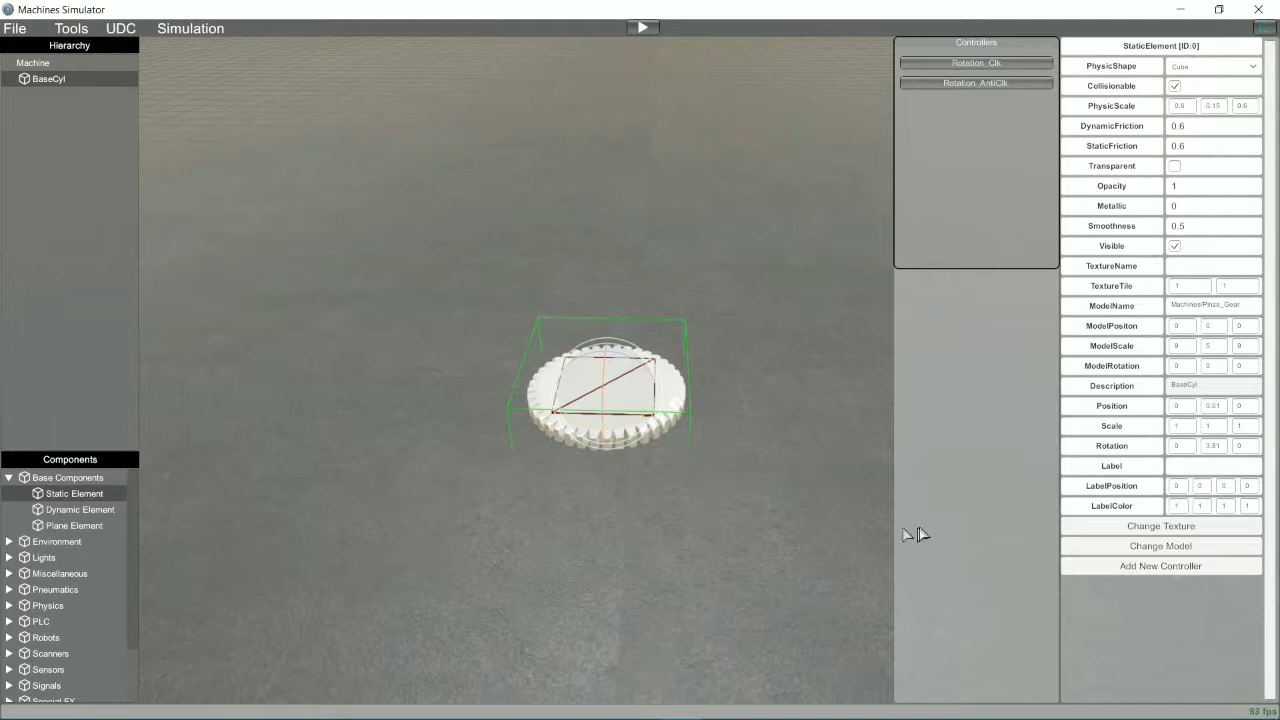 Machines Simulator
File Tools UDC Simulation
Hierarchy
Machine
BaseCyl
Components
Base Components
Static Element
Dynamic Element
Plane Element
Environment
Lights
Miscellaneous
Pneumatics
Physics
PLC
Robots
Scanners
Sensors
Signals
Special FX
Controllers
Rotation_Clk
Rotation_AntiClk
StaticElement [ID:0]
PhysicShape Cube
Collisionable
PhysicScale 0.6 0.15 0.6
DynamicFriction 0.6
StaticFriction 0.6
Transparent
Opacity 1
Metallic 0
Smoothness 0.5
Visible
TextureName
TextureTile 1 1
ModelName Machines/Pinza_Gear
ModelPositon 0 0 0
ModelScale 9 5 9
ModelRotation 0 0 0
Description BaseCyl
Position 0 0.01 0
Scale 1 1 1
Rotation 0 3.81 0
Label
LabelPosition 0 0 0 0
LabelColor 1 1 1 1
Change Texture
Change Model
Add New Controller
83 fps